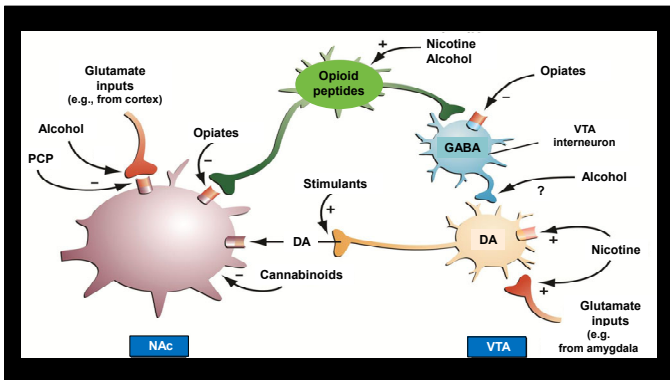 +
Nicotine
Alcohol
Glutamate
inputs
(e.g., from cortex)
Opioid
peptides
Opiates
–
Alcohol
Opiates
PCP
–
–
GABA
VTA
interneuron
Stimulants
+
Alcohol
?
DA
DA
+
Nicotine
–
Cannabinoids
+
Glutamate
inputs
(e.g.
from amygdala
NAc
VTA